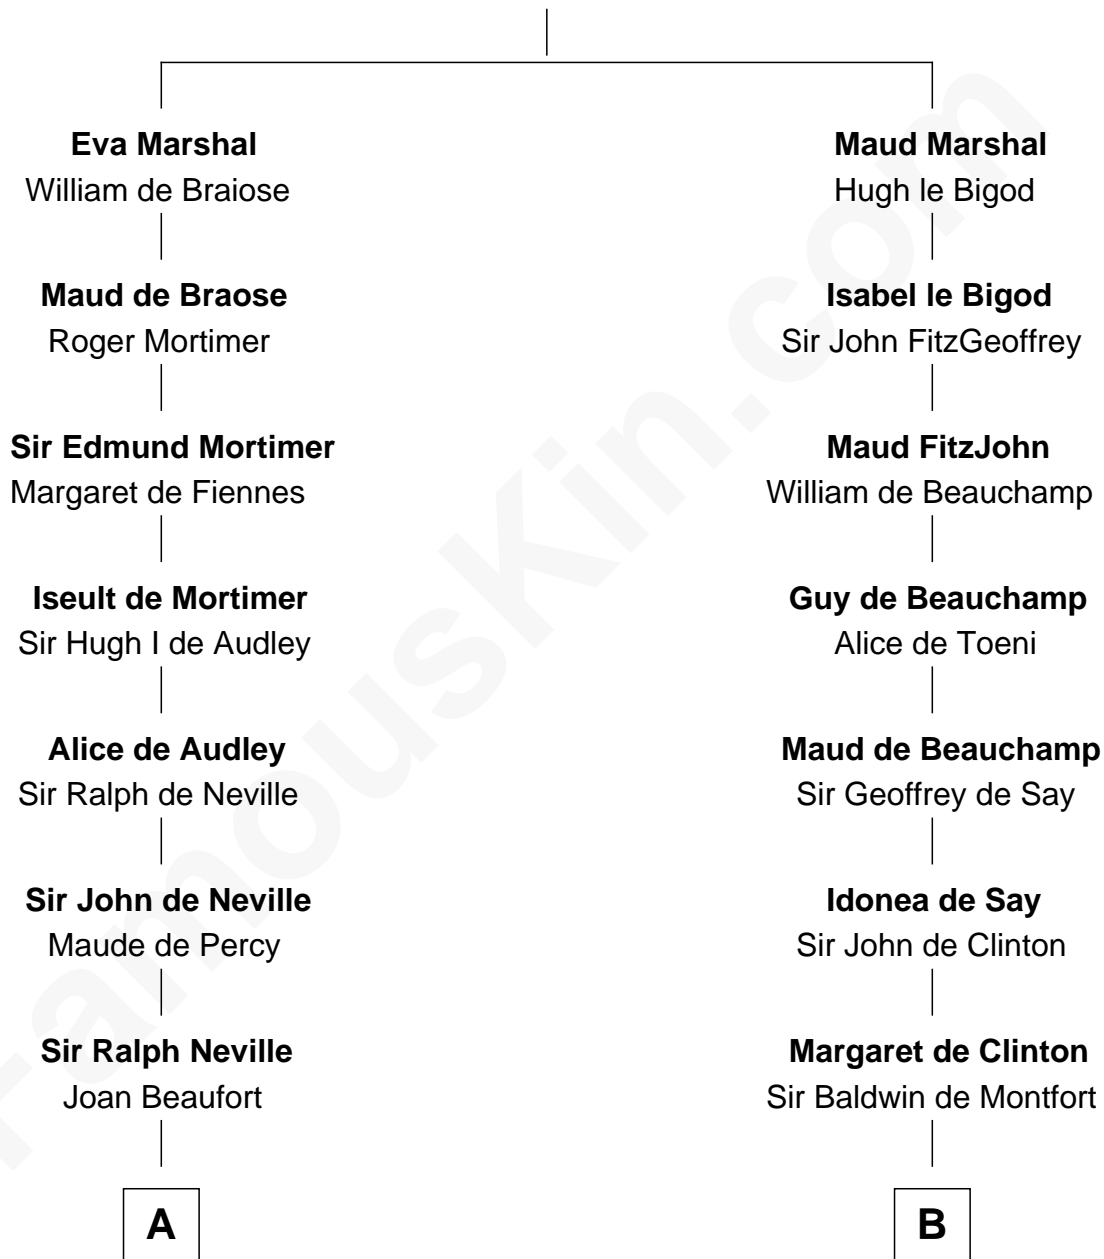 Eva Marshal
William de Braiose
Maud Marshal
Hugh le Bigod
Maud de Braose
Roger Mortimer
Isabel le Bigod
Sir John FitzGeoffrey
Sir Edmund Mortimer
Margaret de Fiennes
Maud FitzJohn
William de Beauchamp
Iseult de Mortimer
Sir Hugh I de Audley
Guy de Beauchamp
Alice de Toeni
Alice de Audley
Sir Ralph de Neville
Maud de Beauchamp
Sir Geoffrey de Say
Sir John de Neville
Maude de Percy
Idonea de Say
Sir John de Clinton
Sir Ralph Neville
Joan Beaufort
Margaret de Clinton
Sir Baldwin de Montfort
A
B
FamousKin.com